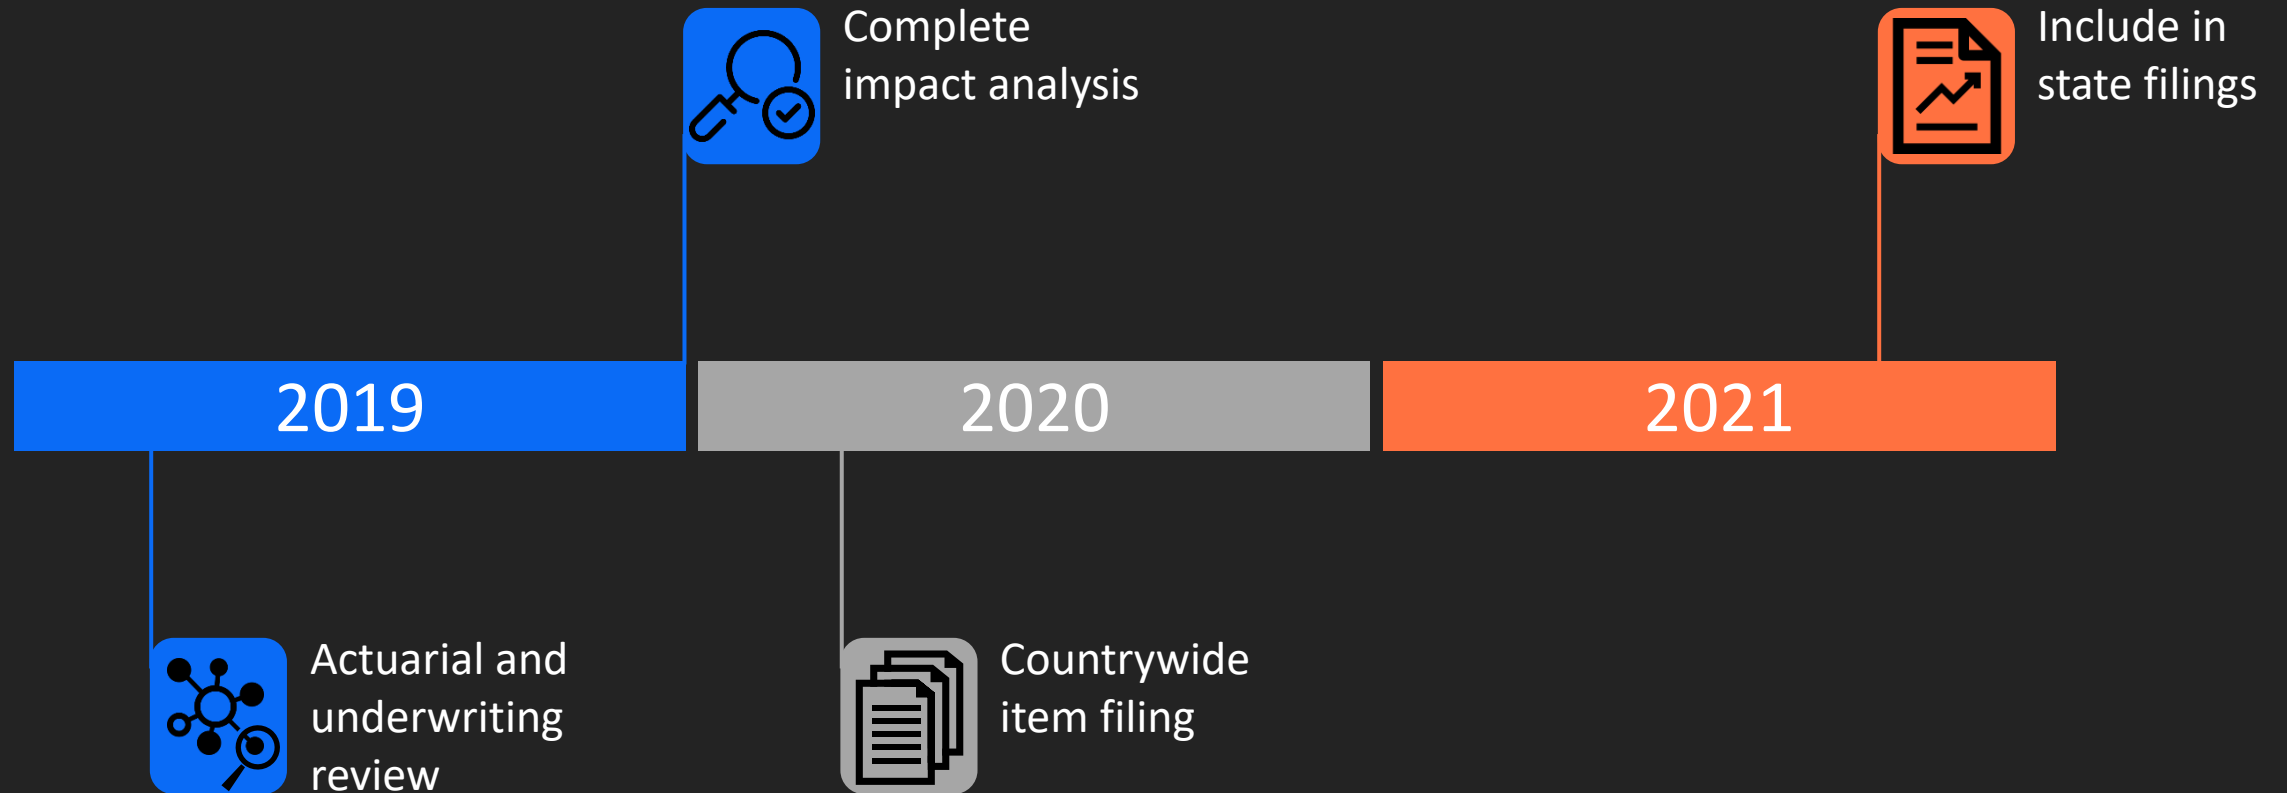 Complete
impact analysis
Include in
state filings
2019
2020
2021
Actuarial and
underwriting
review
Countrywide
item filing